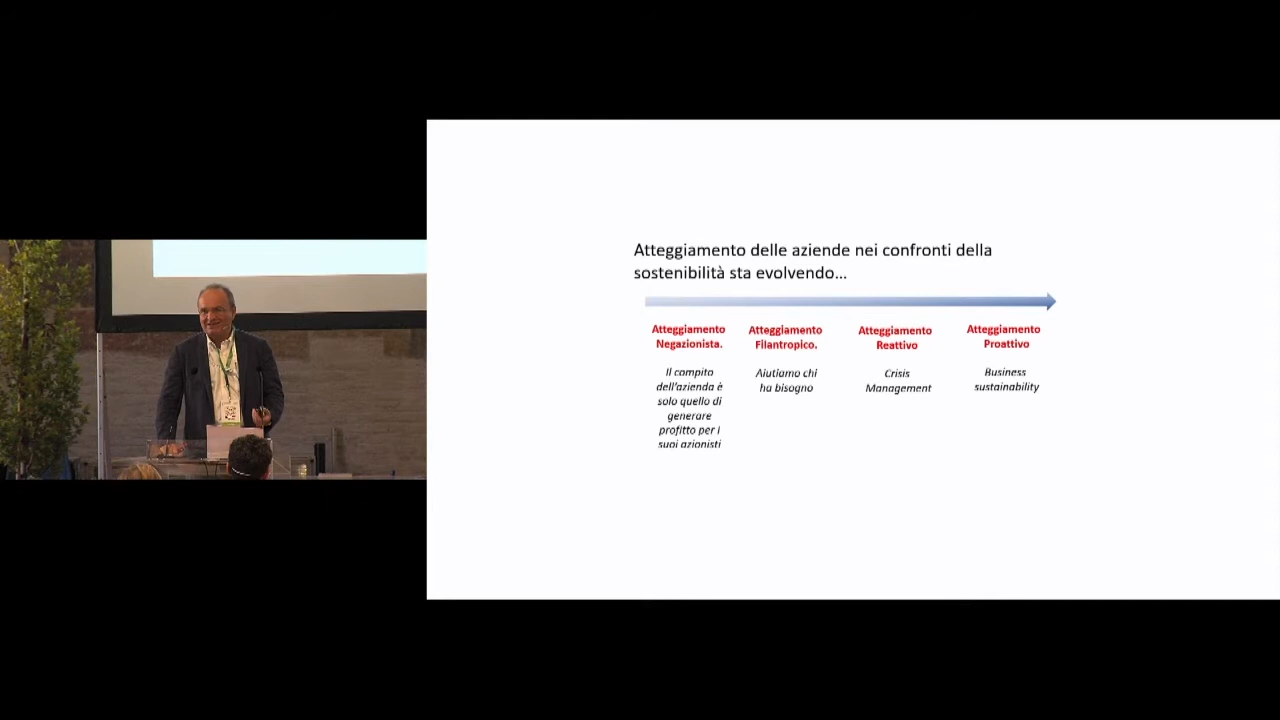 Atteggiamento delle aziende nei confronti della
sostenibilità sta evolvendo...
Atteggiamento
Negazionista.
Il compito
dell'azienda è
solo quello di
generare
profitto per i
suoi azionisti
Atteggiamento
Filantropico.
Aiutiamo chi
ha bisogno
Atteggiamento
Reattivo
Crisis
Management
Atteggiamento
Proattivo
Business
sustainability